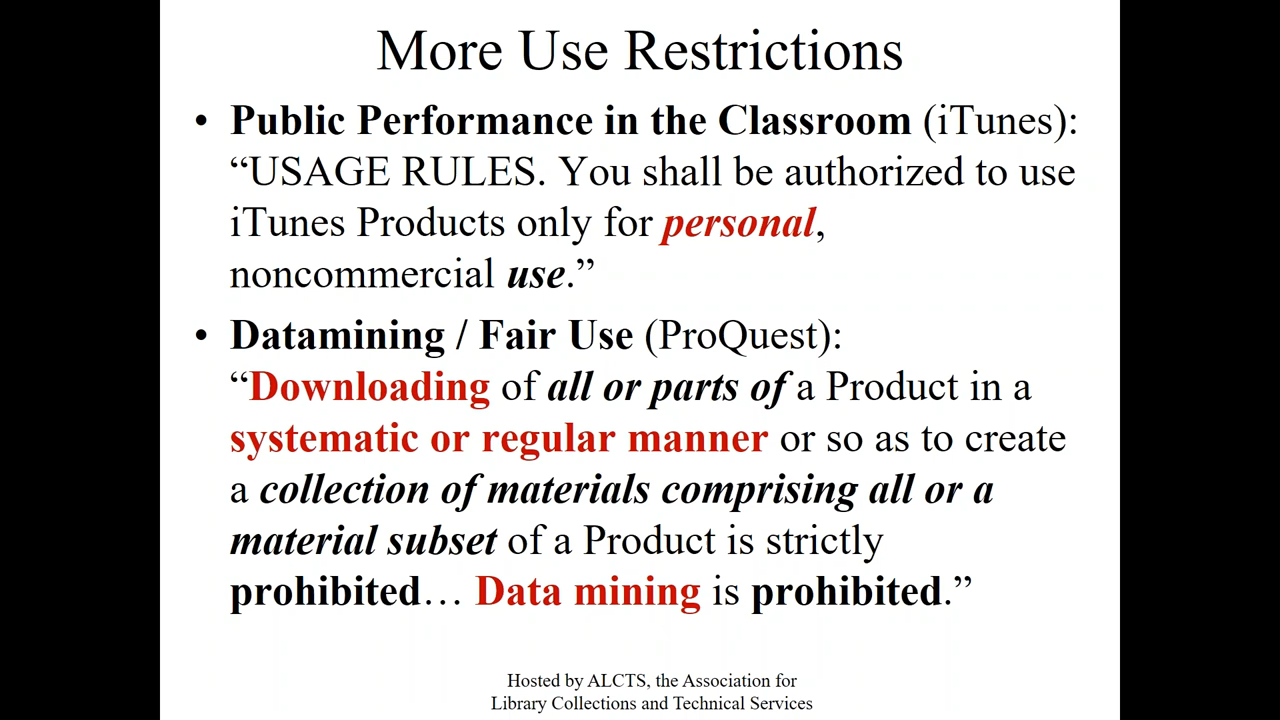 More Use Restrictions
• Public Performance in the Classroom (iTunes):
“USAGE RULES. You shall be authorized to use
iTunes Products only for personal,
noncommercial use.”
• Datamining / Fair Use (ProQuest):
“Downloading of all or parts of a Product in a
systematic or regular manner or so as to create
a collection of materials comprising all or a
material subset of a Product is strictly
prohibited… Data mining is prohibited.”
Hosted by ALCTS, the Association for
Library Collections and Technical Services